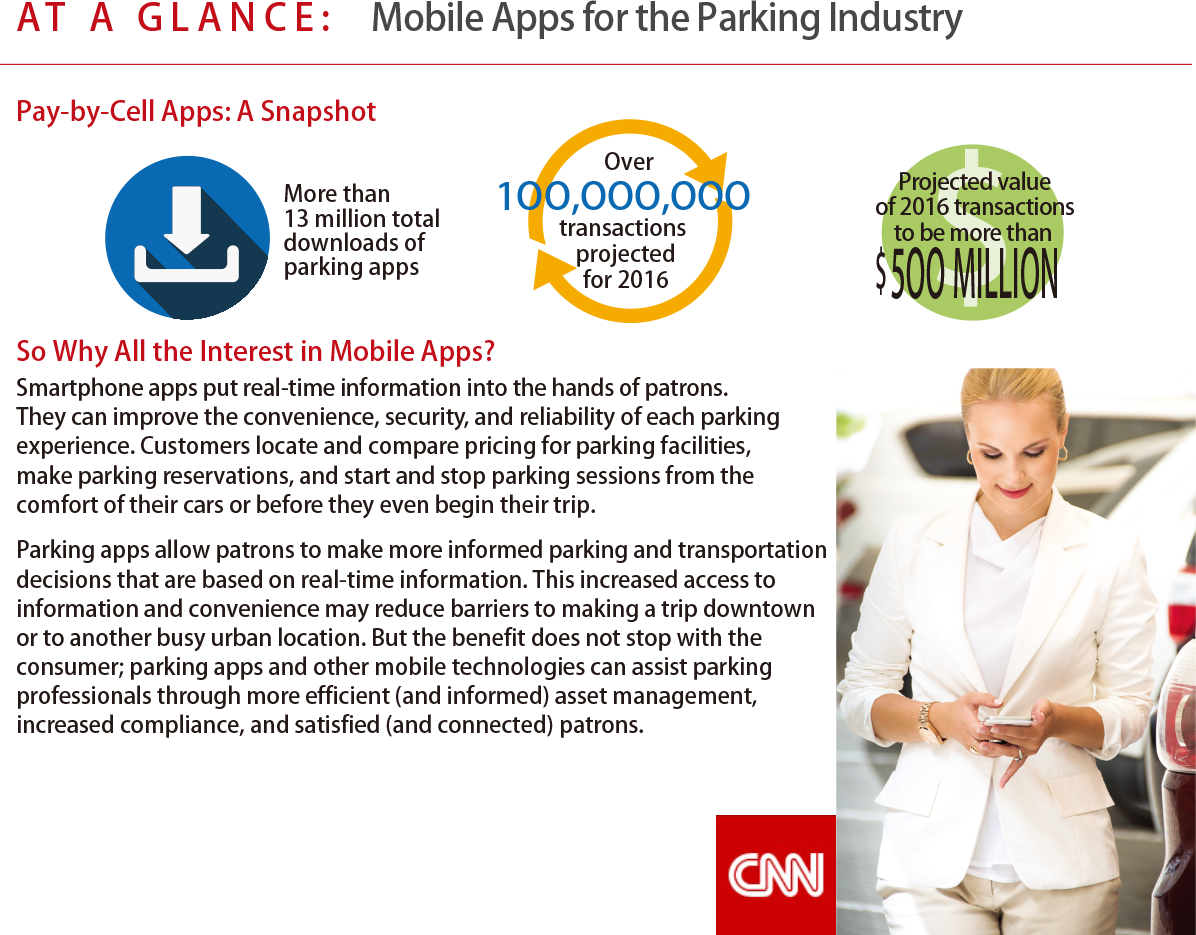 AT A GLANCE: Mobile Apps for the Parking Industry
Pay-by-Cell Apps: A Snapshot
More than
13 million total
downloads of
parking apps
Over
100,000,000
transactions
projected
for 2016
Projected value
of 2016 transactions
to be more than
$500 MILLION
So Why All the Interest in Mobile Apps?
Smartphone apps put real-time information into the hands of patrons.
They can improve the convenience, security, and reliability of each parking
experience. Customers locate and compare pricing for parking facilities,
make parking reservations, and start and stop parking sessions from the
comfort of their cars or before they even begin their trip.
Parking apps allow patrons to make more informed parking and transportation
decisions that are based on real-time information. This increased access to
information and convenience may reduce barriers to making a trip downtown
or to another busy urban location. But the benefit does not stop with the
consumer; parking apps and other mobile technologies can assist parking
professionals through more efficient (and informed) asset management,
increased compliance, and satisfied (and connected) patrons.
CNN